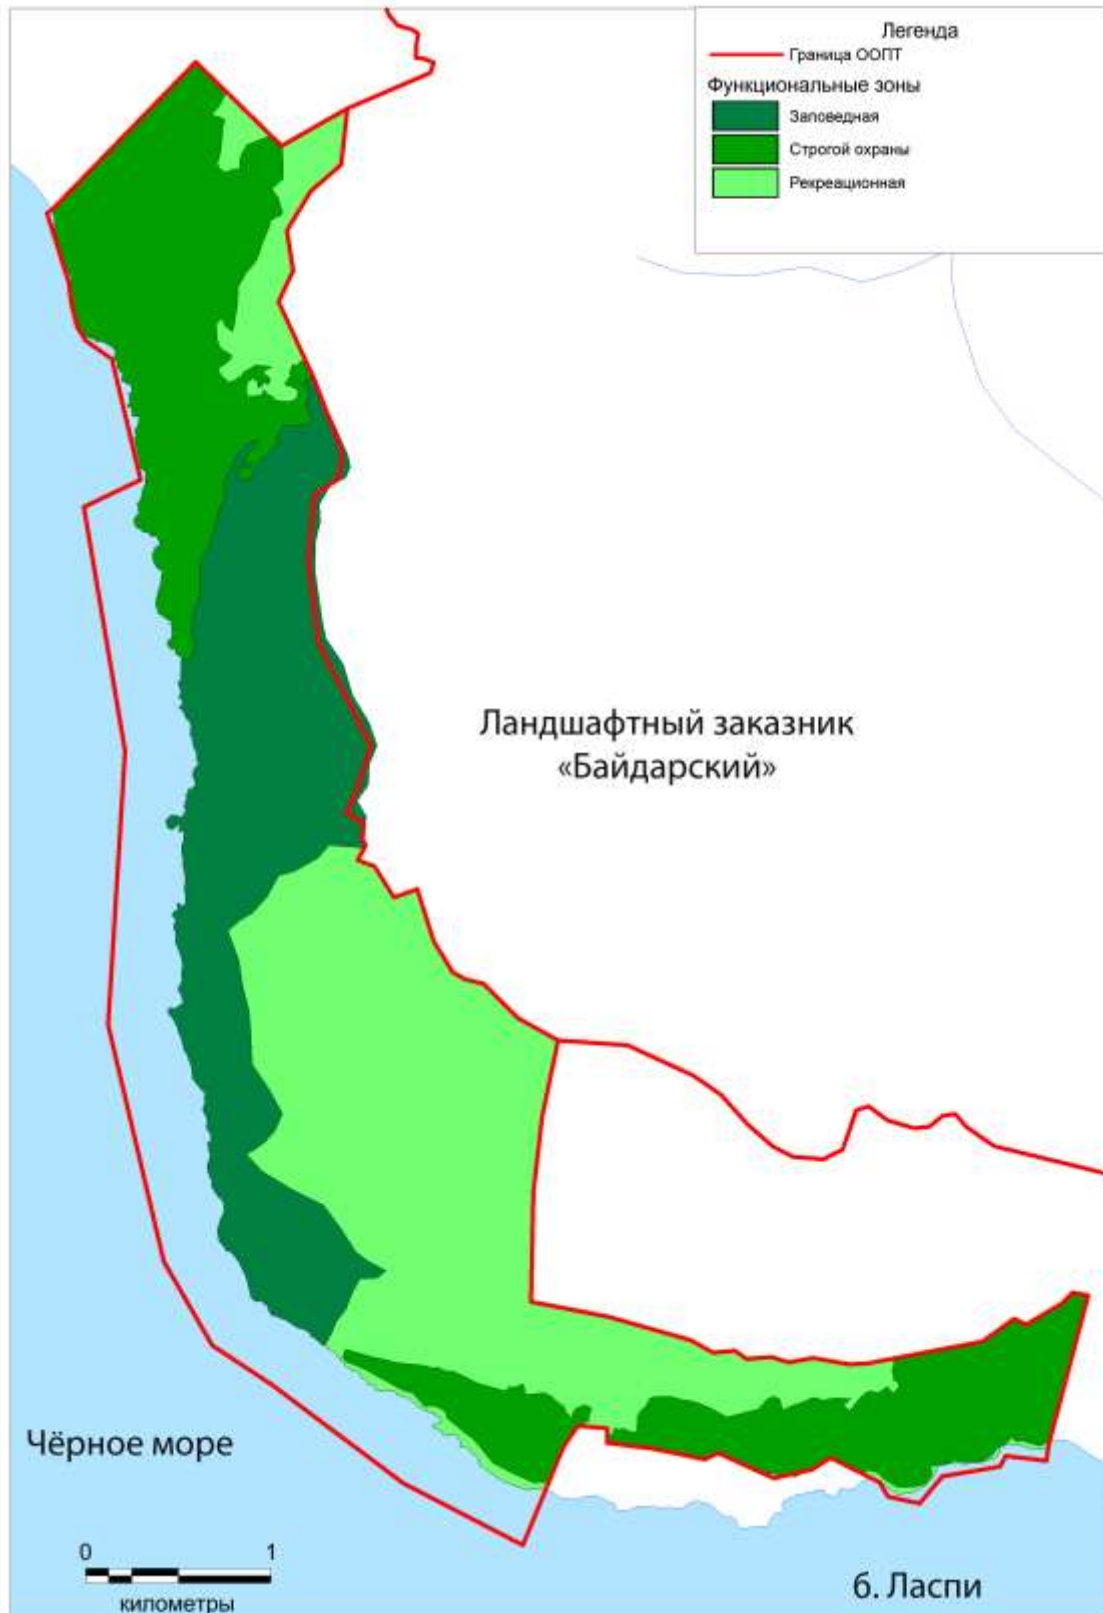 Легенда
Граница ООПТ
Функциональные зоны
Заповедная
Строгой охраны
Рекреационная
Ландшафтный заказник
«Байдарский»
Чёрное море
0 1
километры
б. Ласпи